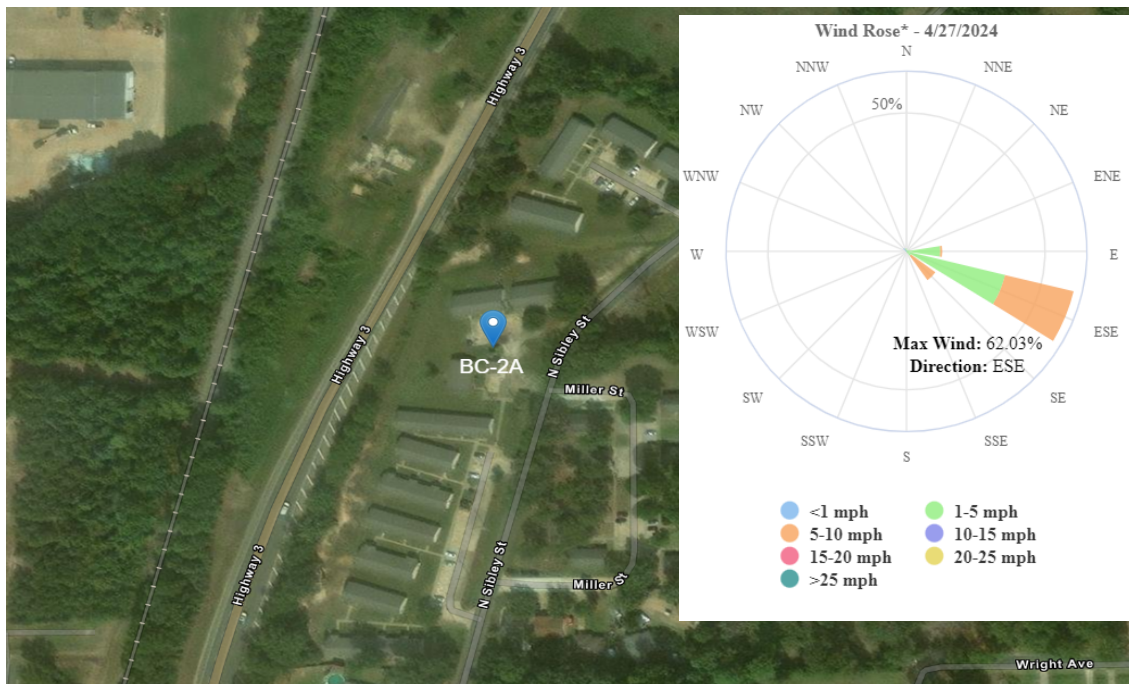 Highway 3
Highway 3
Highway 3
BC-2A
N Sibley St
Miller St
N Sibley St
Miller St
Wright Ave
Wind Rose* - 4/27/2024
N
NNW
NNE
NW
50%
NE
WNW
ENE
W
E
WSW
ESE
Max Wind: 62.03%
Direction: ESE
SW
SE
SSW
SSE
S
<1 mph
1-5 mph
5-10 mph
10-15 mph
15-20 mph
20-25 mph
>25 mph